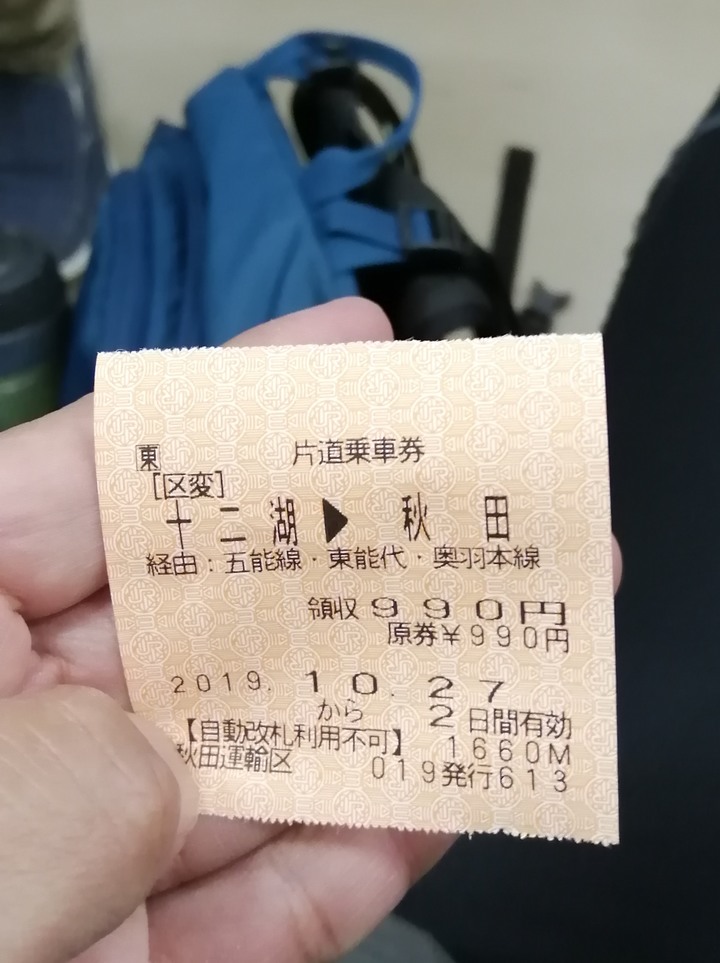 東 片道乗車券
[区変]
十二湖▶秋田
経由:五能線・東能代・奥羽本線
領収990円
原券¥990円
2019.10.27
から2日間有効
【自動改札利用不可】 1660M
秋田運輸区 019発行613